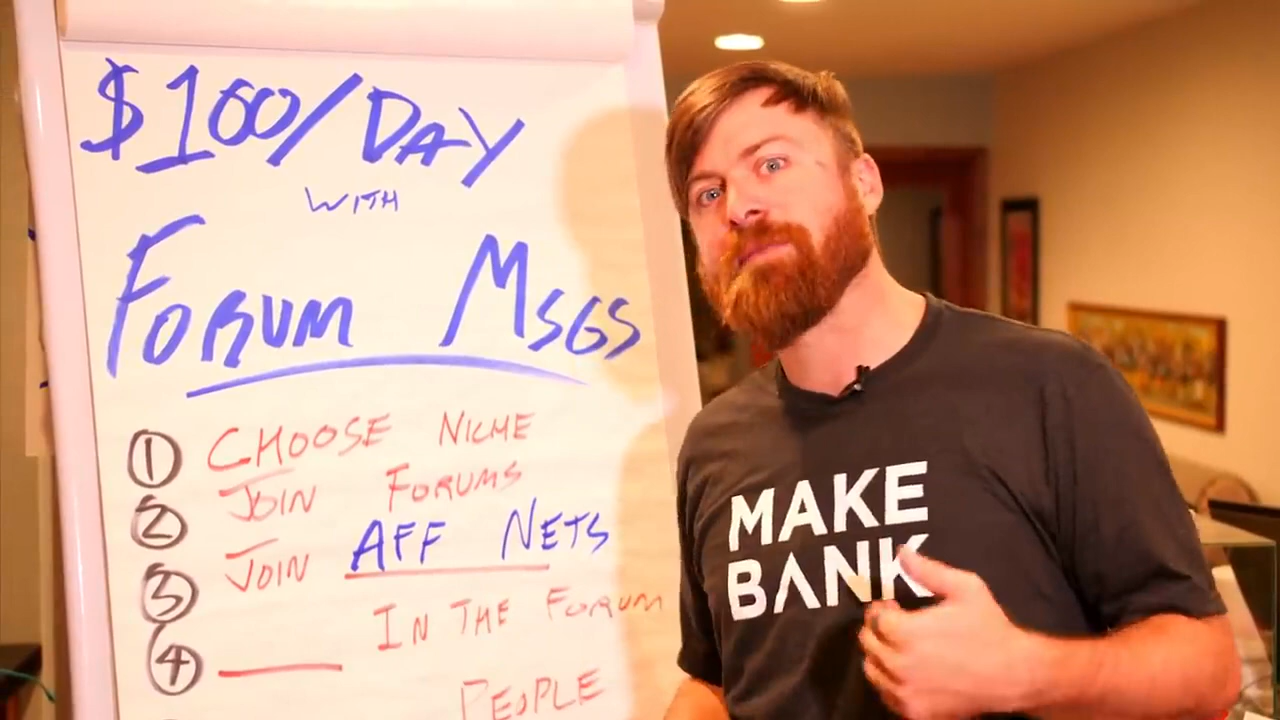 $100/DAY
WITH
FORUM MSGS
1 CHOOSE NICHE
2 JOIN FORUMS
3 JOIN AFF NETS
4 ____ IN THE FORUM
PEOPLE
MAKE
BANK